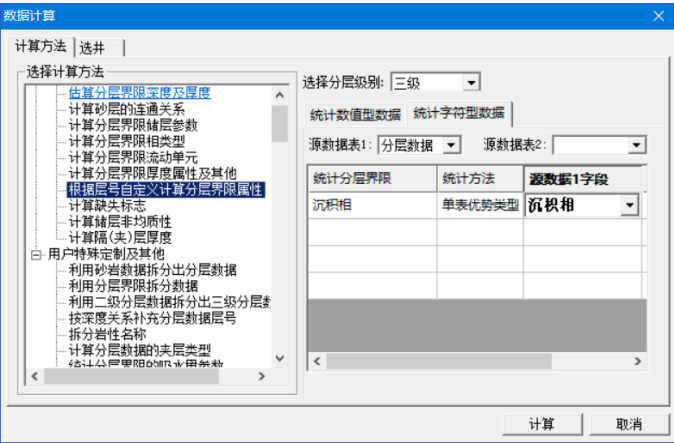 数据计算
计算方法 选井
选择计算方法
估算分层界限深度及厚度
计算砂层的连通关系
计算分层界限储层参数
计算分层界限相类型
计算分层界限流动单元
计算分层界限厚度属性及其他
根据层号自定义计算分层界限属性
计算缺失标志
计算储层非均质性
计算隔(夹)层厚度
用户特殊定制及其他
利用砂岩数据拆分出分层数据
利用分层界限拆分数据
利用二级分层数据拆分出三级分层数
按深度关系补充分层数据层号
拆分岩性名称
计算分层数据的夹层类型
统计分层界限的吸水用参数
选择分层级别: 三级
统计数值型数据 统计字符型数据
源数据表1: 分层数据 源数据表2:
统计分层界限 统计方法 源数据1字段
沉积相 单表优势类型 沉积相
计算 取消